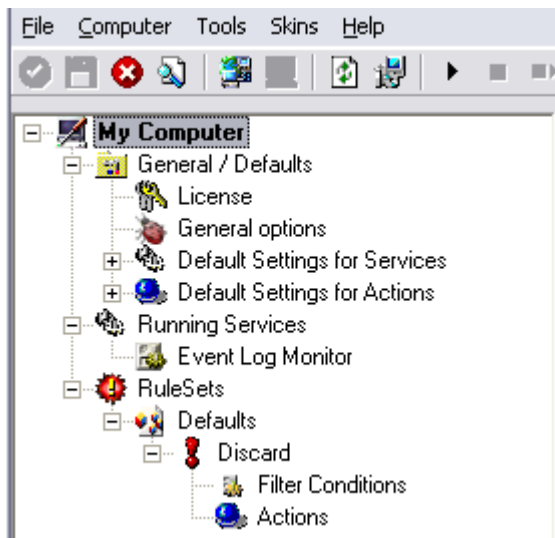 File Computer Tools Skins Help
My Computer
General / Defaults
License
General options
Default Settings for Services
Default Settings for Actions
Running Services
Event Log Monitor
RuleSets
Defaults
Discard
Filter Conditions
Actions